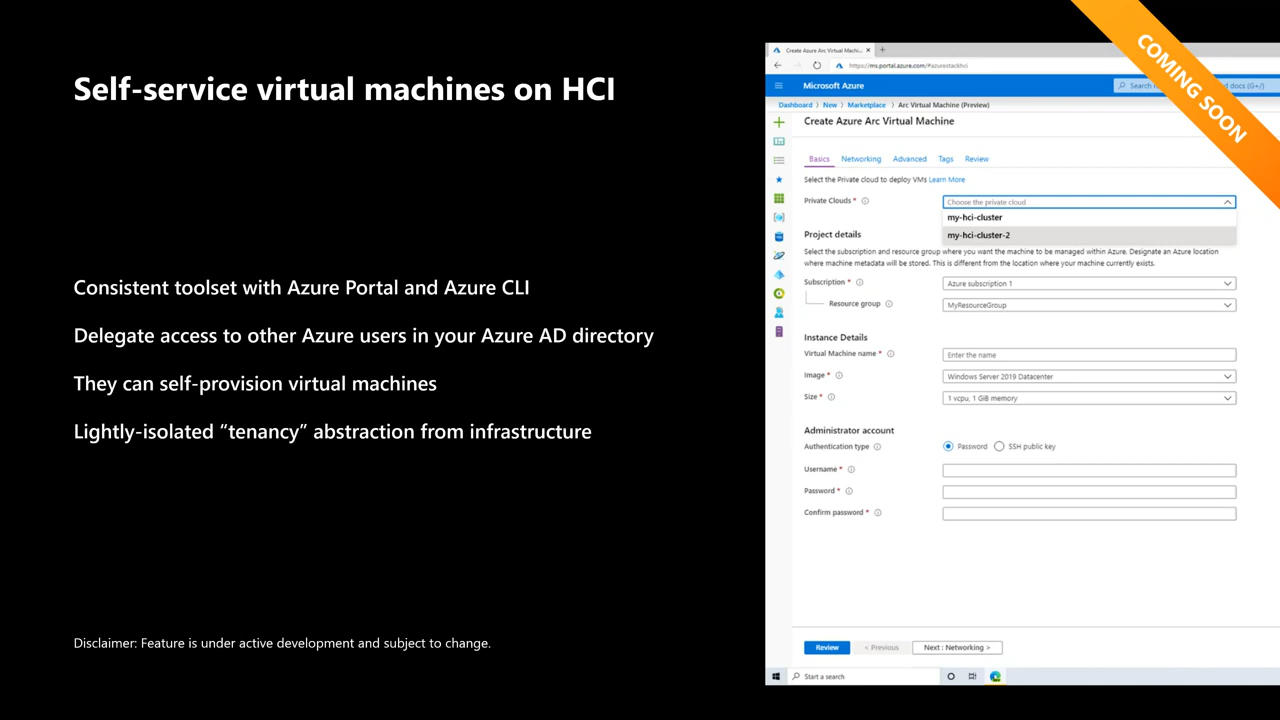 Self-service virtual machines on HCI
Consistent toolset with Azure Portal and Azure CLI
Delegate access to other Azure users in your Azure AD directory
They can self-provision virtual machines
Lightly-isolated “tenancy” abstraction from infrastructure
Disclaimer: Feature is under active development and subject to change.
COMING SOON
Create Azure Arc Virtual Machi...
https://ms.portal.azure.com/#azurestackhci
Microsoft Azure
Search
d docs (G+/)
Dashboard > New > Marketplace > Arc Virtual Machine (Preview)
Create Azure Arc Virtual Machine
Basics Networking Advanced Tags Review
Select the Private cloud to deploy VMs Learn More
Private Clouds * Choose the private cloud
my-hci-cluster
my-hci-cluster-2
Project details
Select the subscription and resource group where you want the machine to be managed within Azure. Designate an Azure location
where machine metadata will be stored. This is different from the location where your machine currently exists.
Subscription * Azure subscription 1
Resource group MyResourceGroup
Instance Details
Virtual Machine name * Enter the name
Image * Windows Server 2019 Datacenter
Size * 1 vcpu, 1 GiB memory
Administrator account
Authentication type Password SSH public key
Username *
Password *
Confirm password *
Review < Previous Next : Networking >
Start a search